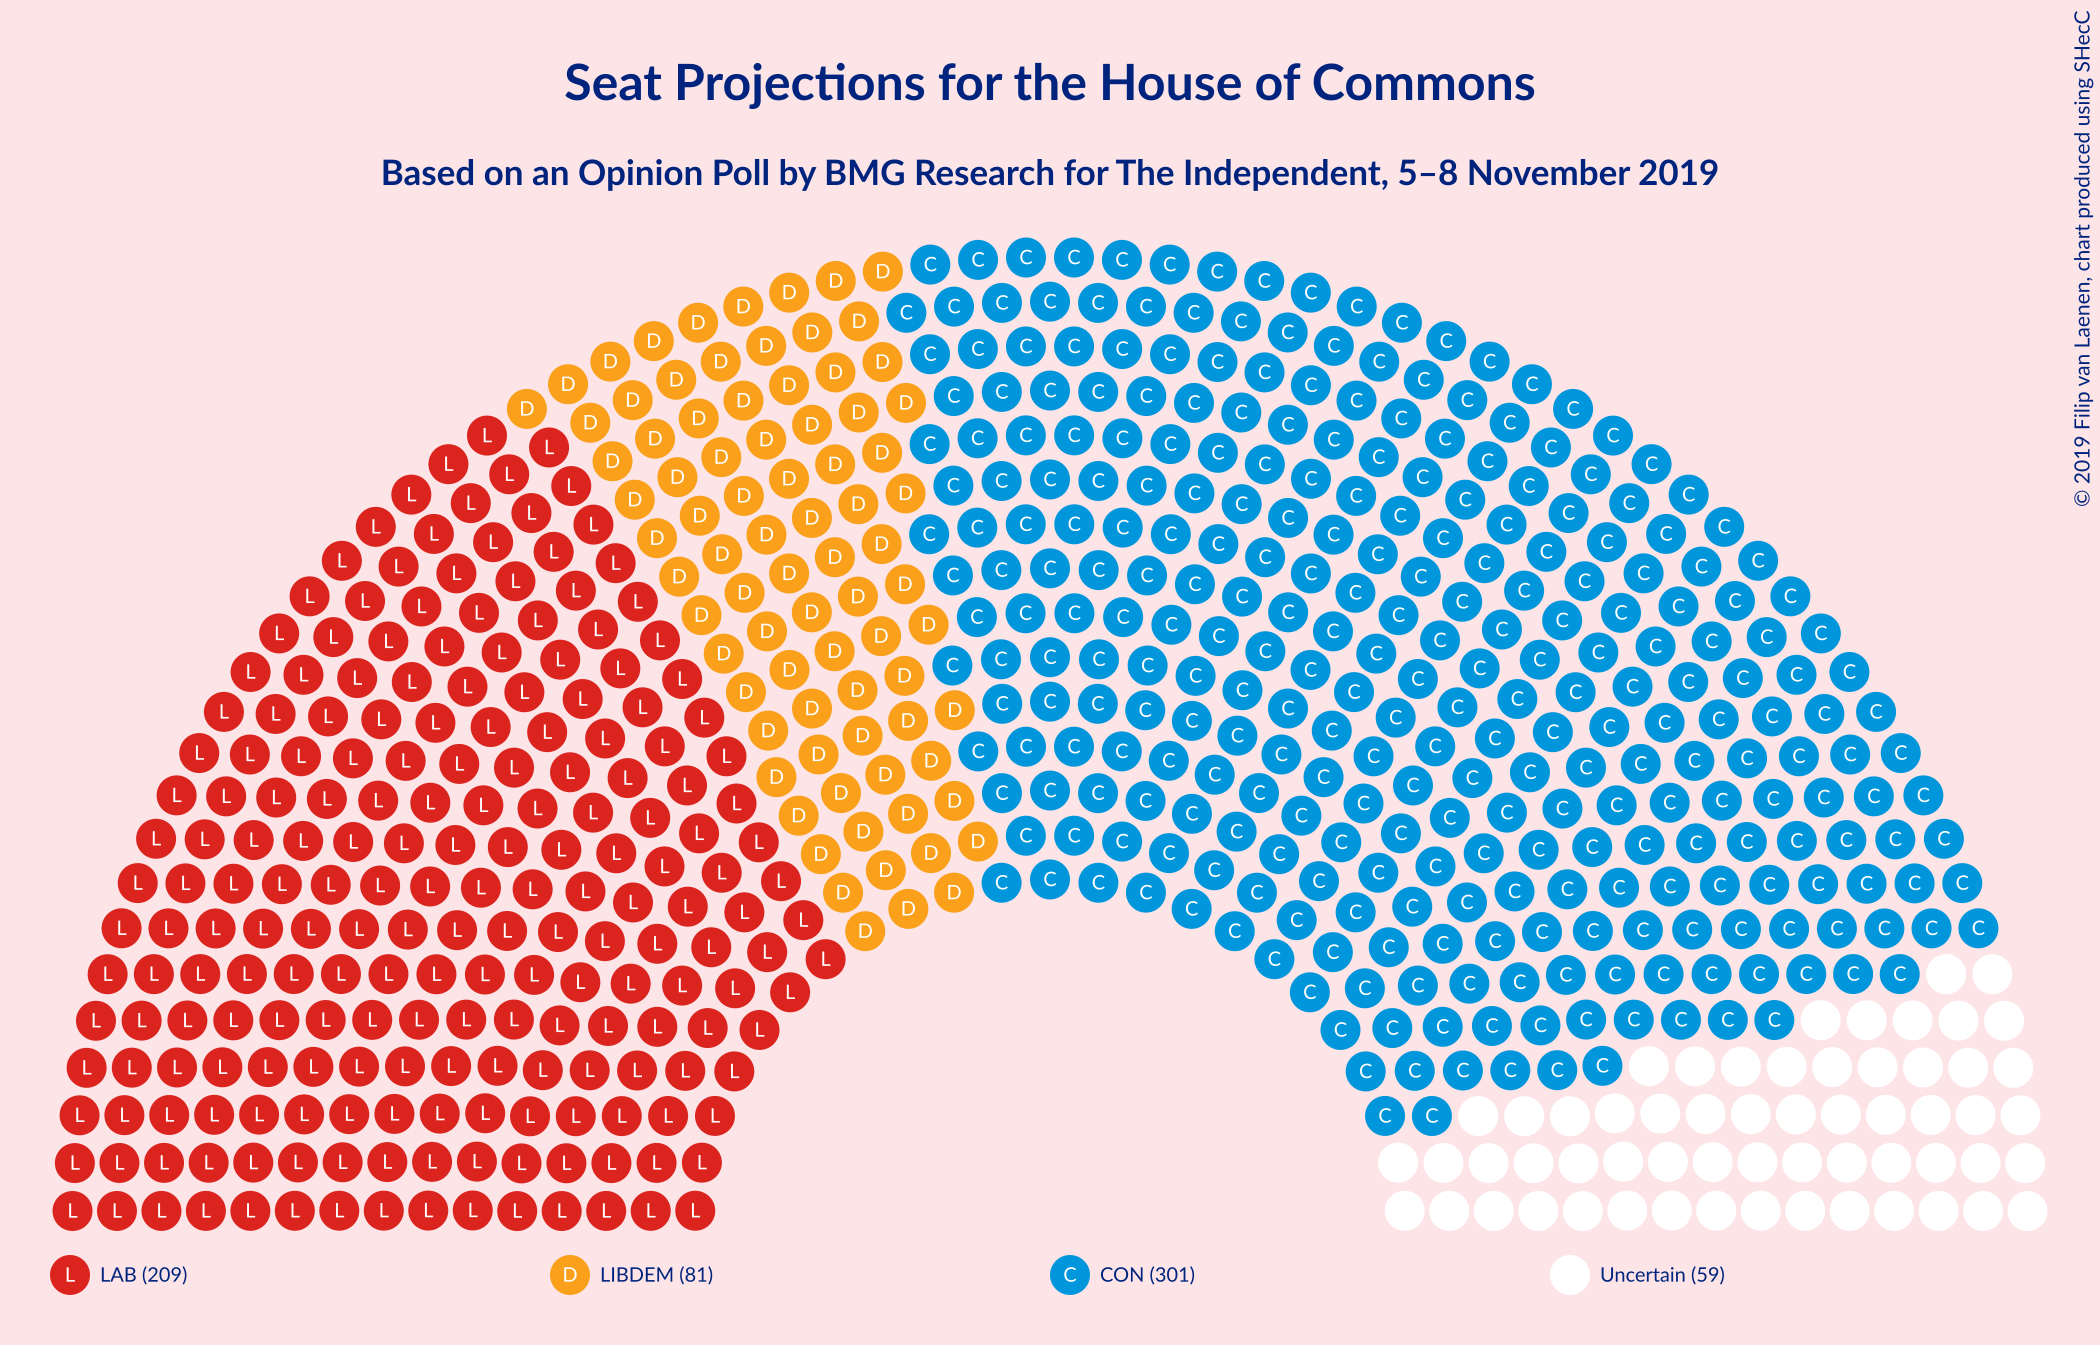 Seat Projections for the House of Commons
Based on an Opinion Poll by BMG Research for The Independent, 5–8 November 2019
© 2019 Filip van Laenen, chart produced using SHecC
L LAB (209)
D LIBDEM (81)
C CON (301)
Uncertain (59)